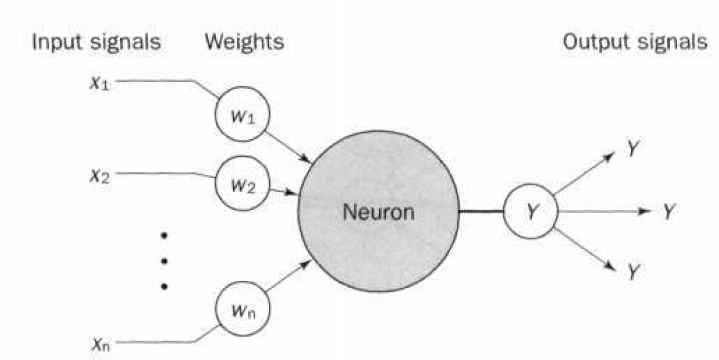 Input signals Weights Output signals
x1
w1
x2
w2
Neuron
Y
Y
Y
Y
wn
xn